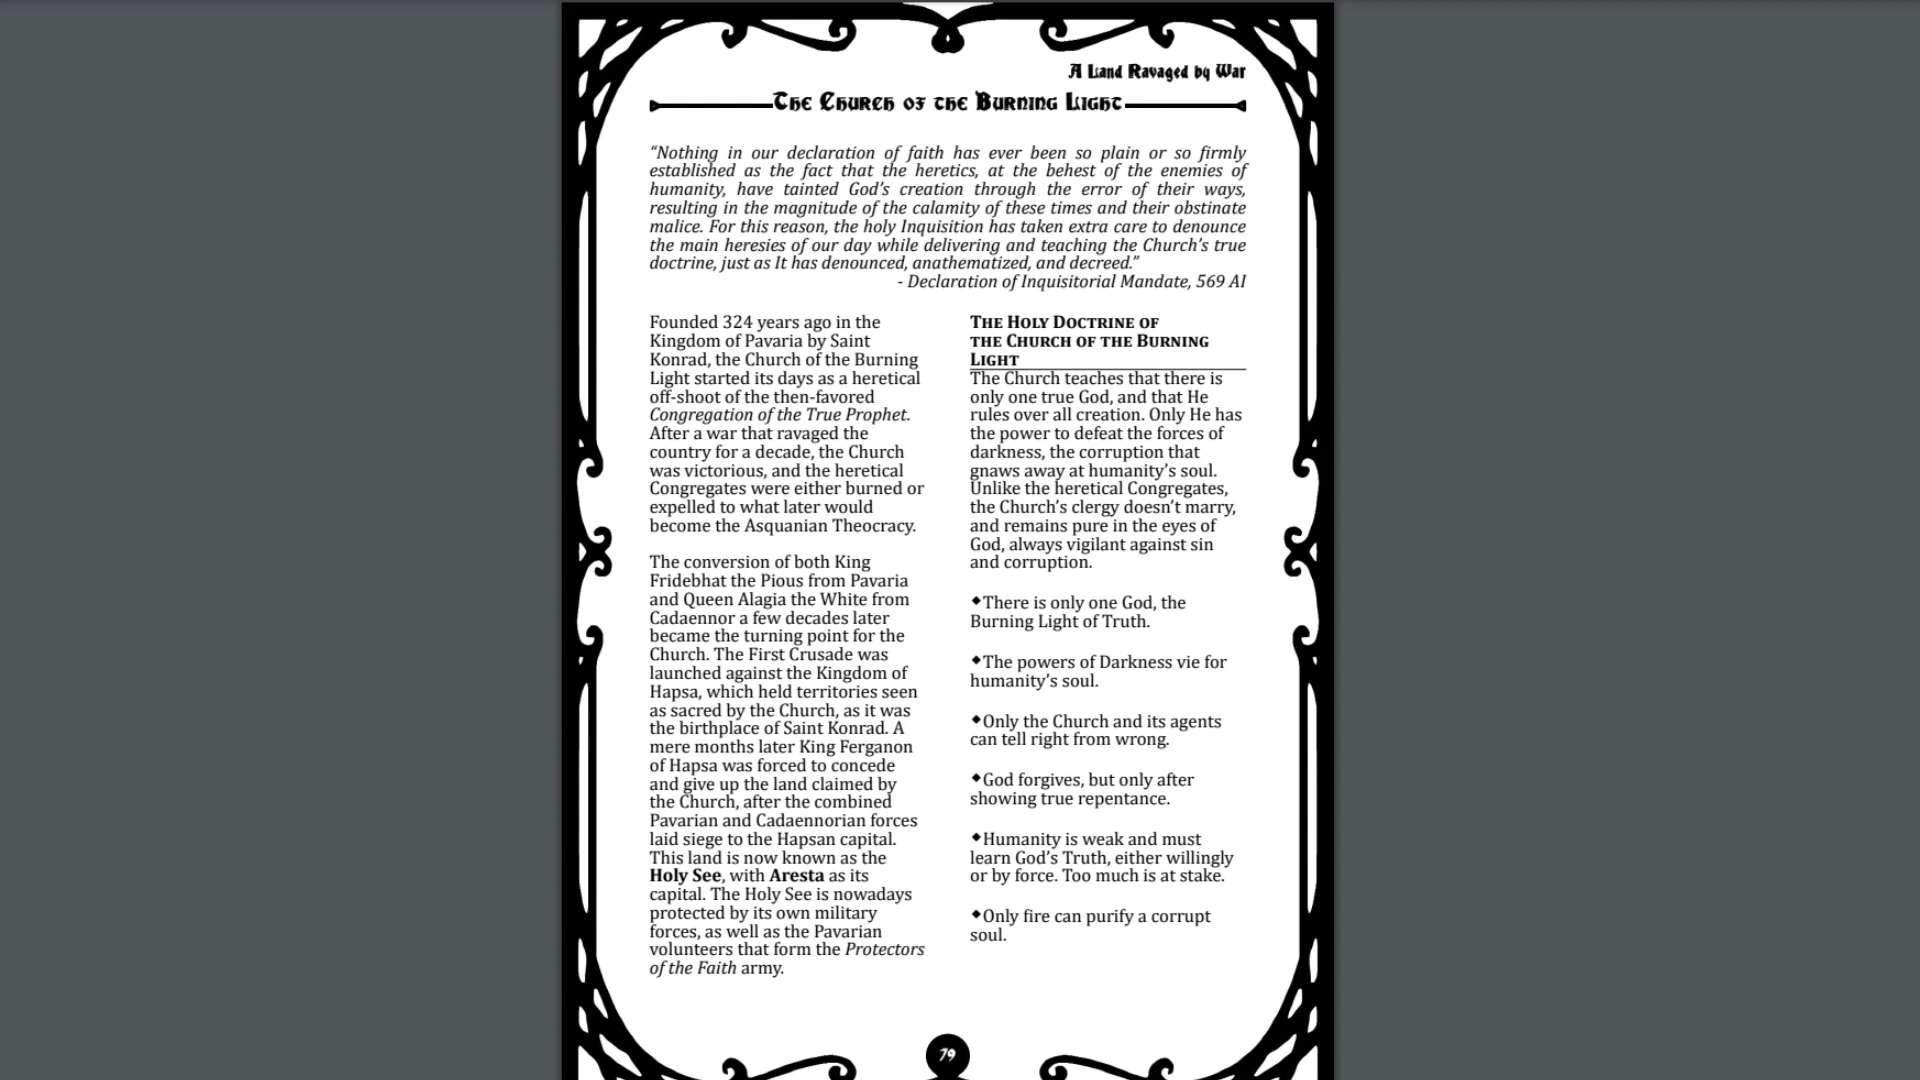 A Land Ravaged by War
The Church of the Burning Light
“Nothing in our declaration of faith has ever been so plain or so firmly
established as the fact that the heretics, at the behest of the enemies of
humanity, have tainted God’s creation through the error of their ways,
resulting in the magnitude of the calamity of these times and their obstinate
malice. For this reason, the holy Inquisition has taken extra care to denounce
the main heresies of our day while delivering and teaching the Church’s true
doctrine, just as It has denounced, anathematized, and decreed.”
- Declaration of Inquisitorial Mandate, 569 AI
Founded 324 years ago in the
Kingdom of Pavaria by Saint
Konrad, the Church of the Burning
Light started its days as a heretical
off-shoot of the then-favored
Congregation of the True Prophet.
After a war that ravaged the
country for a decade, the Church
was victorious, and the heretical
Congregates were either burned or
expelled to what later would
become the Asquanian Theocracy.
The conversion of both King
Fridebhat the Pious from Pavaria
and Queen Alagia the White from
Cadaennor a few decades later
became the turning point for the
Church. The First Crusade was
launched against the Kingdom of
Hapsa, which held territories seen
as sacred by the Church, as it was
the birthplace of Saint Konrad. A
mere months later King Ferganon
of Hapsa was forced to concede
and give up the land claimed by
the Church, after the combined
Pavarian and Cadaennorian forces
laid siege to the Hapsan capital.
This land is now known as the
Holy See, with Aresta as its
capital. The Holy See is nowadays
protected by its own military
forces, as well as the Pavarian
volunteers that form the Protectors
of the Faith army.
The Holy Doctrine of
the Church of the Burning
Light
The Church teaches that there is
only one true God, and that He
rules over all creation. Only He has
the power to defeat the forces of
darkness, the corruption that
gnaws away at humanity’s soul.
Unlike the heretical Congregates,
the Church’s clergy doesn’t marry,
and remains pure in the eyes of
God, always vigilant against sin
and corruption.
◆There is only one God, the
Burning Light of Truth.
◆The powers of Darkness vie for
humanity’s soul.
◆Only the Church and its agents
can tell right from wrong.
◆God forgives, but only after
showing true repentance.
◆Humanity is weak and must
learn God’s Truth, either willingly
or by force. Too much is at stake.
◆Only fire can purify a corrupt
soul.
79